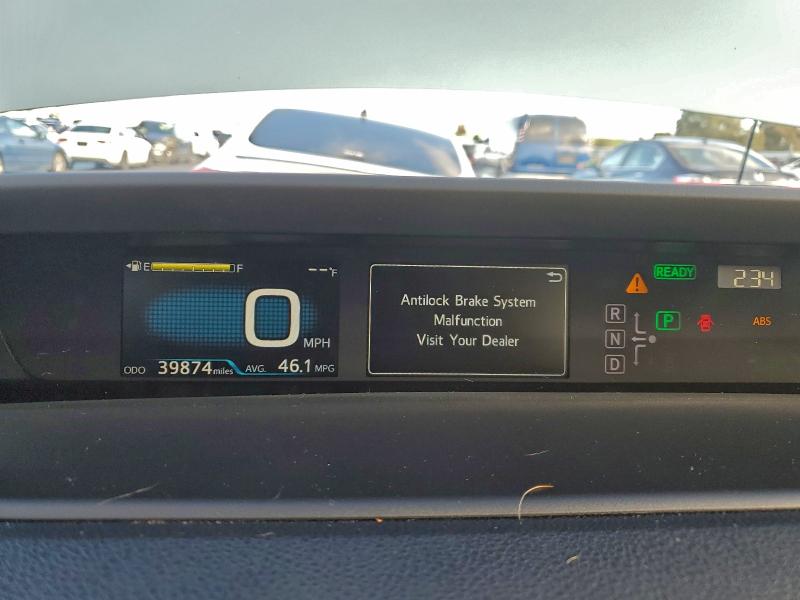 E F
--°F
0 MPH
ODO 39874 miles AVG. 46.1 MPG
Antilock Brake System
Malfunction
Visit Your Dealer
READY
2:34
R
P
N
D
ABS